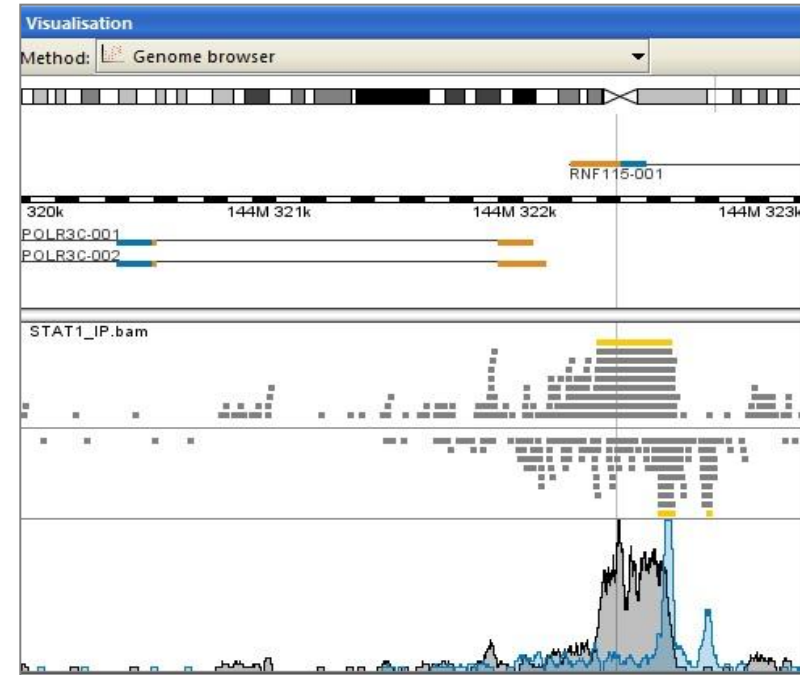 Visualisation
Method: Genome browser
RNF115-001
320k 144M 321k 144M 322k 144M 323k
POLR3C-001
POLR3C-002
STAT1_IP.bam